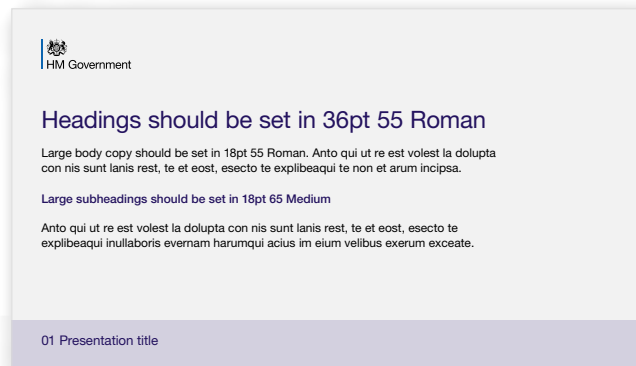 HM Government
Headings should be set in 36pt 55 Roman
Large body copy should be set in 18pt 55 Roman. Anto qui ut re est volest la dolupta
con nis sunt lanis rest, te et eost, esecto te explibeaqui te non et arum incipsa.
Large subheadings should be set in 18pt 65 Medium
Anto qui ut re est volest la dolupta con nis sunt lanis rest, te et eost, esecto te
explibeaqui inullaboris evernam harumqui acius im eium velibus exerum exceate.
01 Presentation title